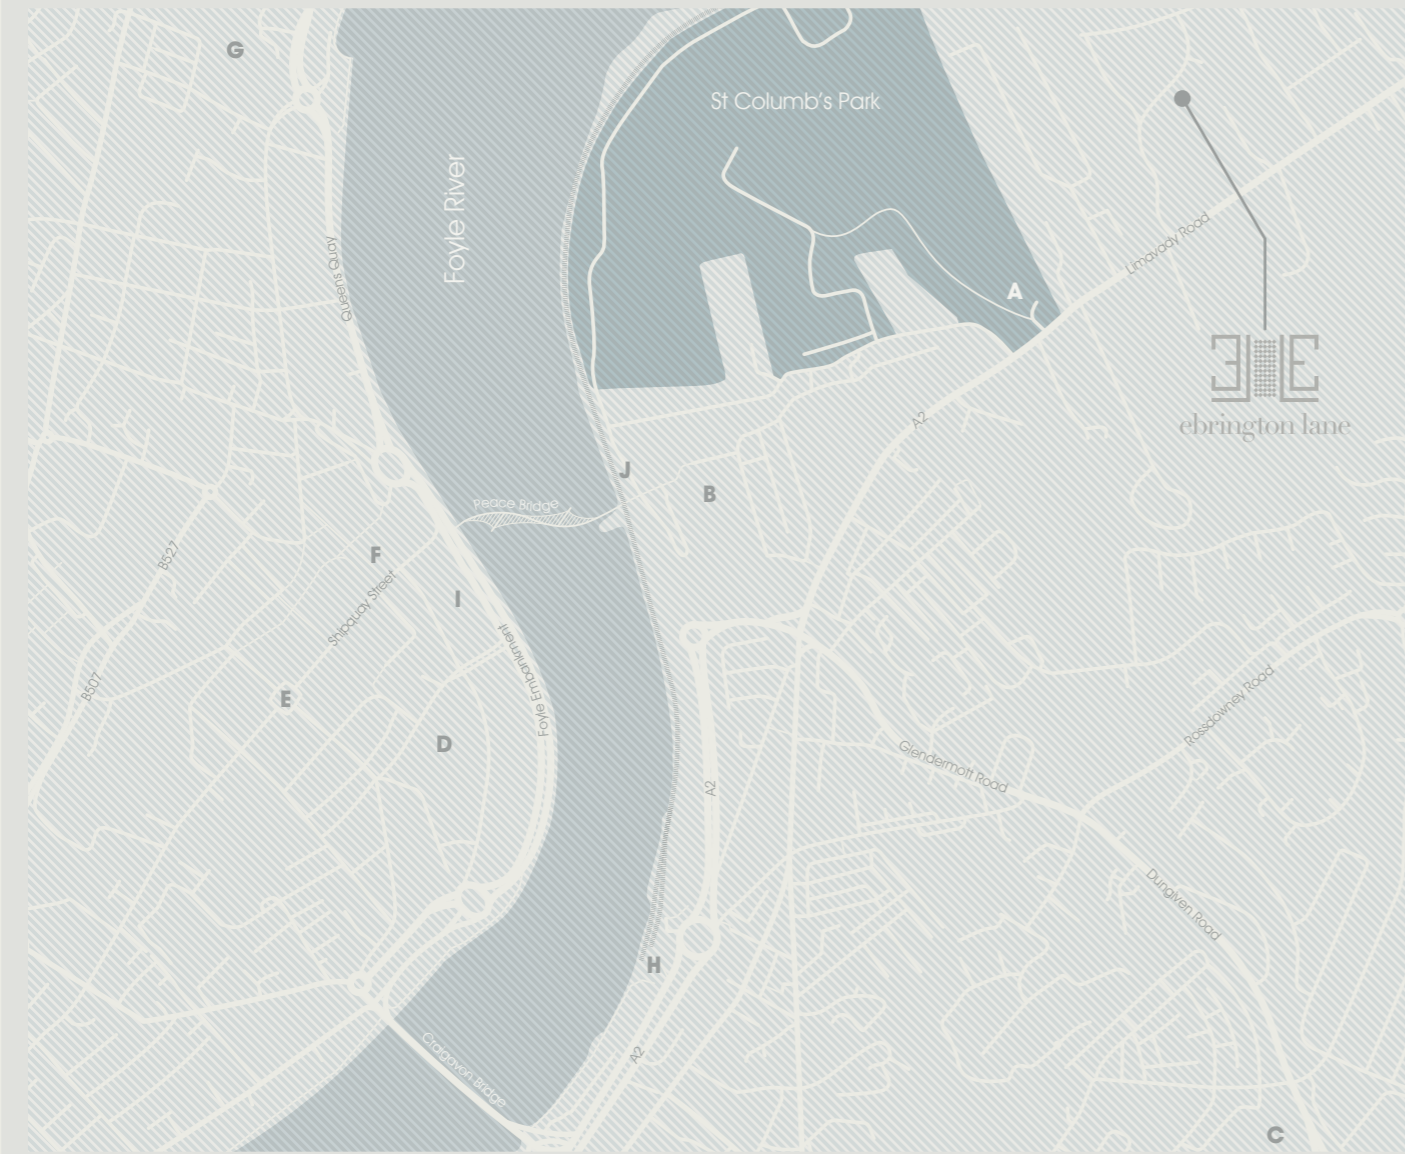 G
St Columb's Park
Foyle River
Queens Quay
Limavady Road
A
ebrington lane
A2
J
B
Peace Bridge
B527
F
Shipquay Street
I
Foyle Embankment
B507
E
D
Rossdowney Road
Glendermott Road
A2
Dungiven Road
H
A2
Craigavon Bridge
C